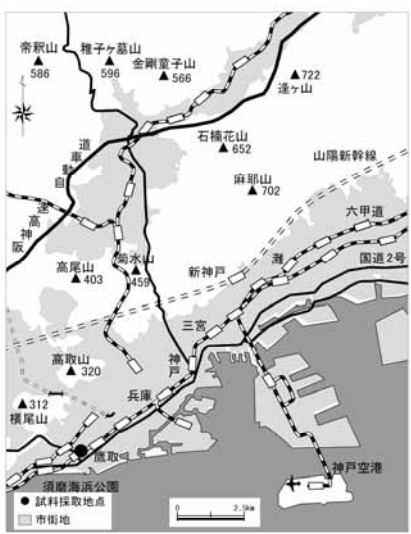 帝釈山
586
稚子ヶ墓山
596
金剛童子山
566
722
逢ヶ山
石楠花山
652
山陽新幹線
摩耶山
702
道車動自速高神阪
六甲道
国道2号
灘
新神戸
菊水山
459
高尾山
403
三宮
神戸
高取山
320
兵庫
312
横尾山
鷹取
須磨海浜公園
神戸空港
試料採取地点
市街地
0
2.5km